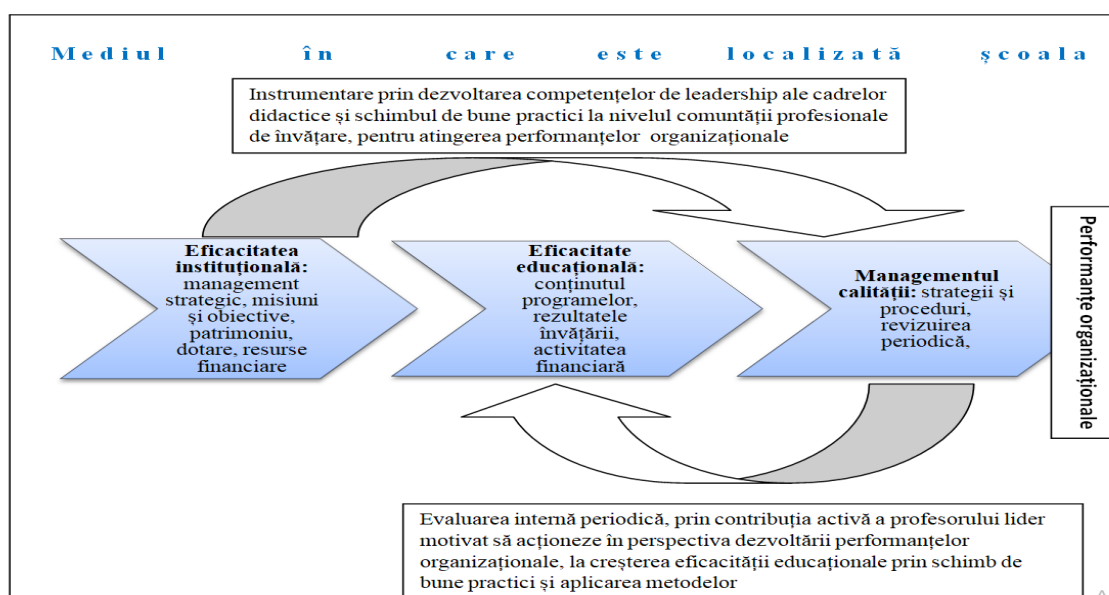 Mediul în care este localizată școala
Instrumentare prin dezvoltarea competențelor de leadership ale cadrelor
didactice și schimbul de bune practici la nivelul comuntății profesionale
de învățare, pentru atingerea performanțelor organizaționale
Eficacitatea
instituțională:
management
strategic, misiuni
și obiective,
patrimoniu,
dotare, resurse
financiare
Eficacitate
educațională:
conținutul
programelor,
rezultatele
învățării,
activitatea
financiară
Managementul
calității: strategii și
proceduri,
revizuirea
periodică,
Performanțe organizaționale
Evaluarea internă periodică, prin contribuția activă a profesorului lider
motivat să acționeze în perspectiva dezvoltării performanțelor
organizaționale, la creșterea eficacității educaționale prin schimb de
bune practici și aplicarea metodelor